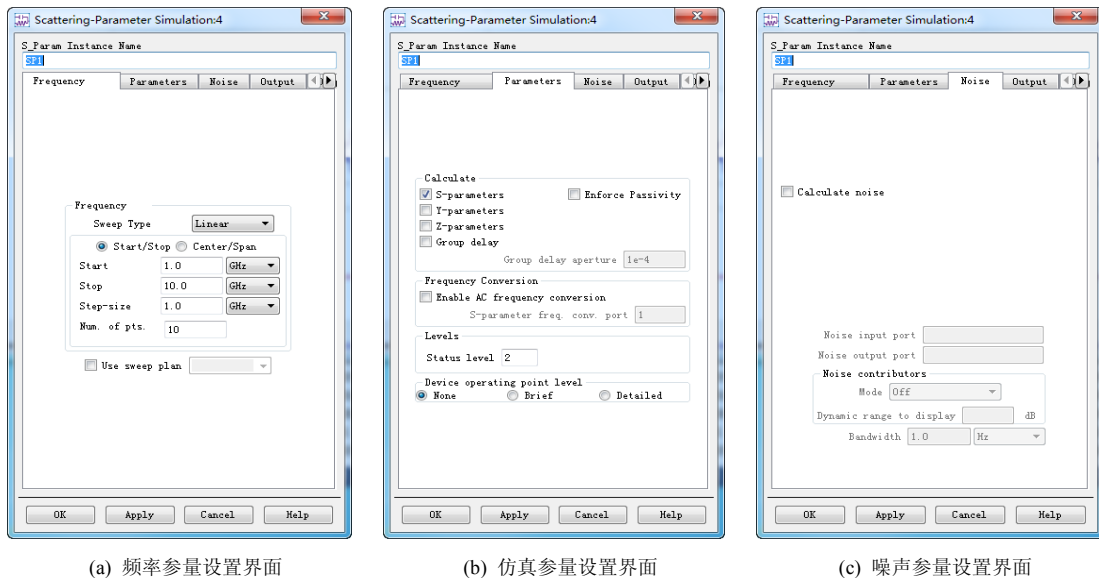 Scattering-Parameter Simulation:4
S_Param Instance Name
SP1
Frequency Parameters Noise Output
Frequency
Sweep Type Linear
Start/Stop Center/Span
Start 1.0 GHz
Stop 10.0 GHz
Step-size 1.0 GHz
Num. of pts. 10
Use sweep plan
OK Apply Cancel Help
(a) 频率参量设置界面
Scattering-Parameter Simulation:4
S_Param Instance Name
SP1
Frequency Parameters Noise Output
Calculate
S-parameters Enforce Passivity
Y-parameters
Z-parameters
Group delay
Group delay aperture 1e-4
Frequency Conversion
Enable AC frequency conversion
S-parameter freq. conv. port 1
Levels
Status level 2
Device operating point level
None Brief Detailed
OK Apply Cancel Help
(b) 仿真参量设置界面
Scattering-Parameter Simulation:4
S_Param Instance Name
SP1
Frequency Parameters Noise Output
Calculate noise
Noise input port
Noise output port
Noise contributors
Mode Off
Dynamic range to display dB
Bandwidth 1.0 Hz
OK Apply Cancel Help
(c) 噪声参量设置界面